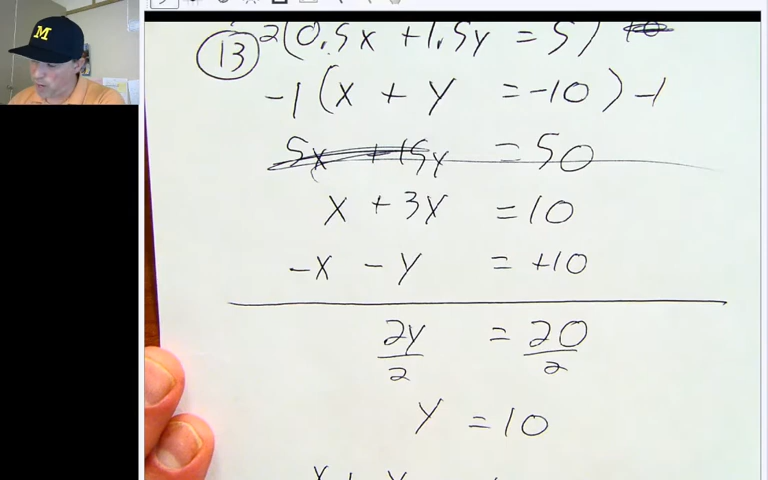 M
(13) 2(0.5x + 1.5y = 5) 10
-1(x + y = -10)-1
5x + 15y = 50
x + 3y = 10
-x - y = +10
2y/2 = 20/2
y = 10